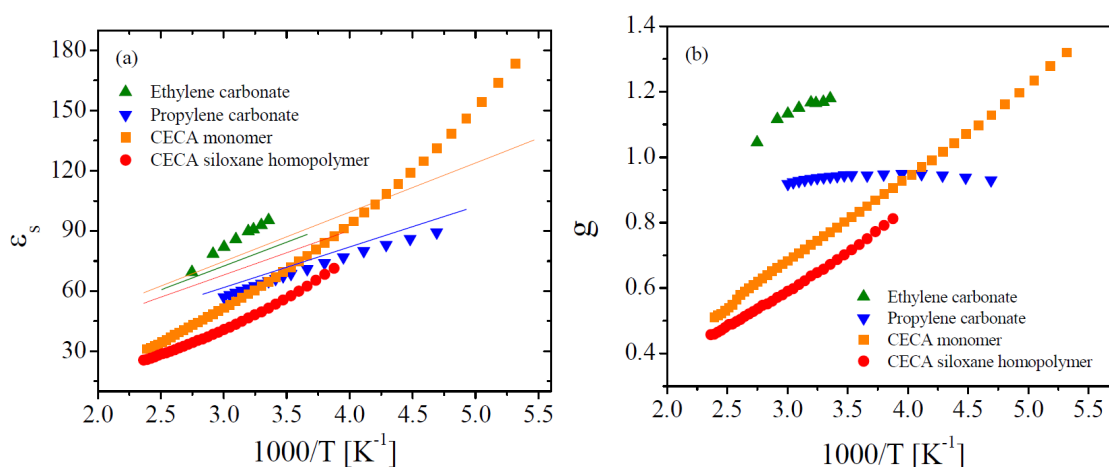 (a)
Ethylene carbonate
Propylene carbonate
CECA monomer
CECA siloxane homopolymer
180
150
120
90
60
30
εs
2.0 2.5 3.0 3.5 4.0 4.5 5.0 5.5
1000/T [K-1]
(b)
1.4
1.2
1.0
0.8
0.6
0.4
g
Ethylene carbonate
Propylene carbonate
CECA monomer
CECA siloxane homopolymer
2.0 2.5 3.0 3.5 4.0 4.5 5.0 5.5
1000/T [K-1]